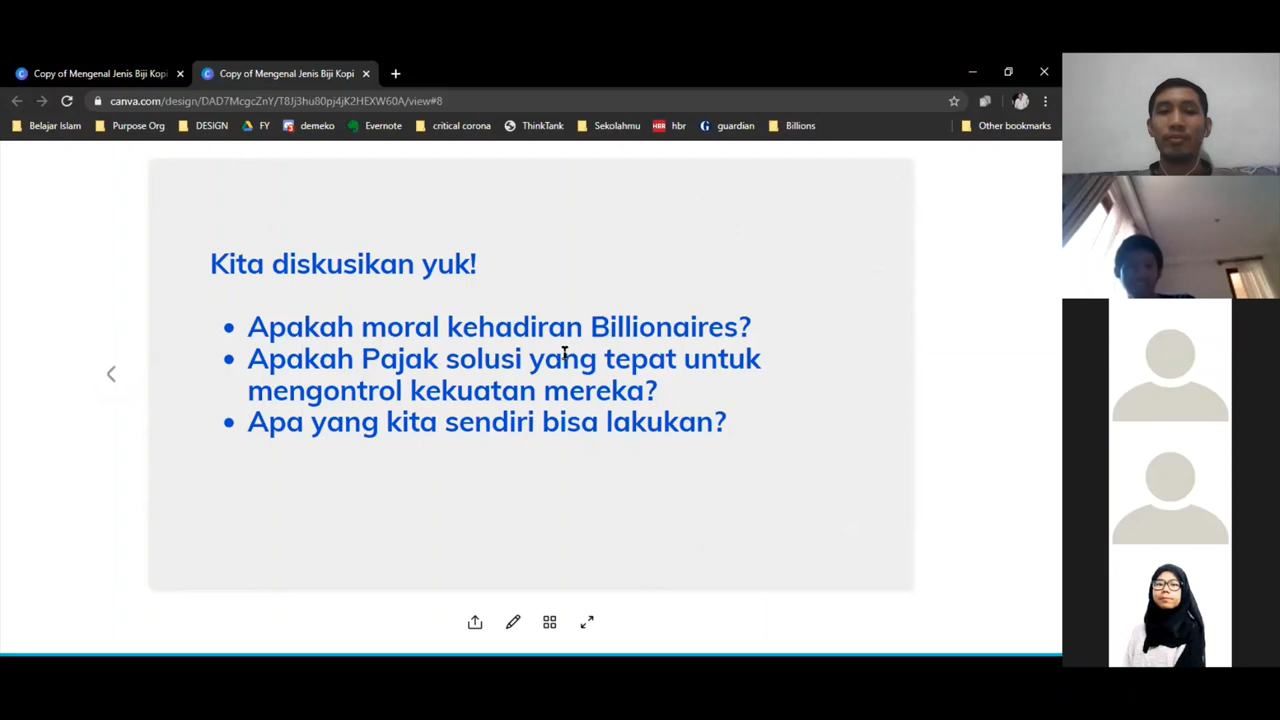 Copy of Mengenal Jenis Biji Kopi
Copy of Mengenal Jenis Biji Kopi
canva.com/design/DAD7McgcZnY/T8Jj3hu80pj4jK2HEXW60A/view#8
Belajar Islam
Purpose Org
DESIGN
FY
demeko
Evernote
critical corona
ThinkTank
Sekolahmu
HBR
hbr
guardian
Billions
Other bookmarks
Kita diskusikan yuk!
• Apakah moral kehadiran Billionaires?
• Apakah Pajak solusi yang tepat untuk
mengontrol kekuatan mereka?
• Apa yang kita sendiri bisa lakukan?